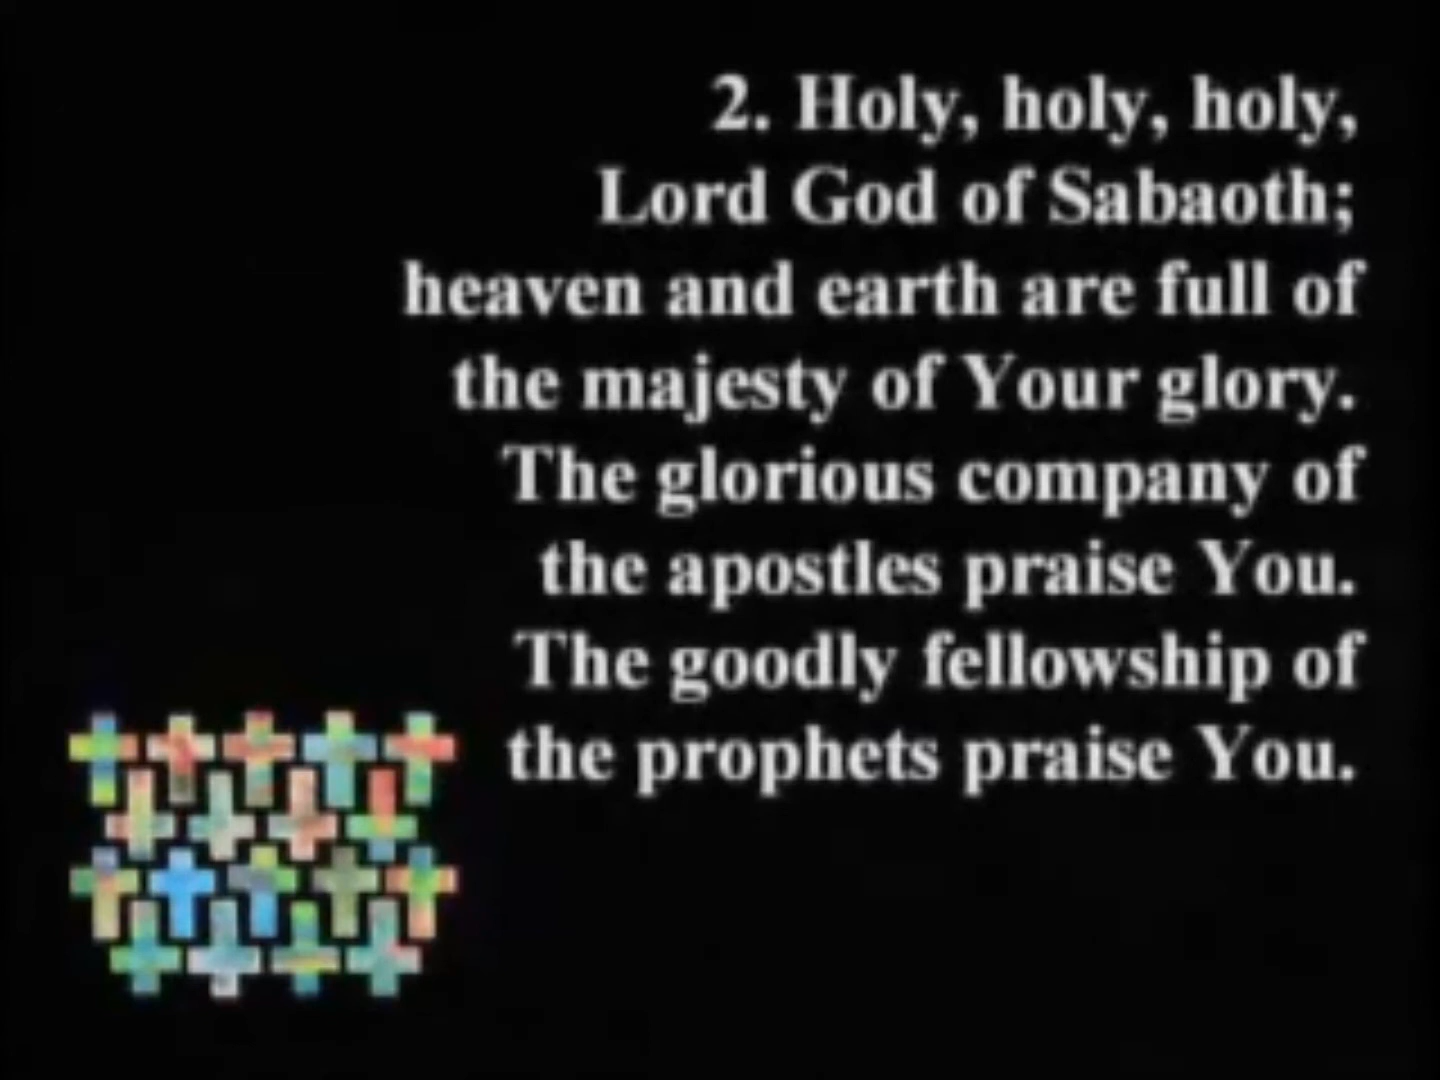 2. Holy, holy, holy,
Lord God of Sabaoth;
heaven and earth are full of
the majesty of Your glory.
The glorious company of
the apostles praise You.
The goodly fellowship of
the prophets praise You.